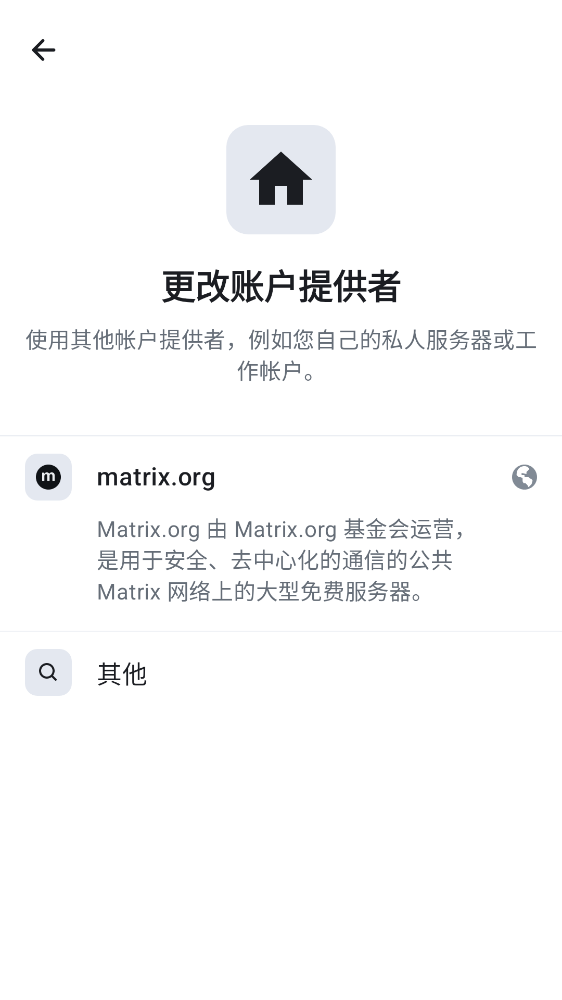 更改账户提供者
使用其他帐户提供者，例如您自己的私人服务器或工
作帐户。
m
matrix.org
Matrix.org 由 Matrix.org 基金会运营，
是用于安全、去中心化的通信的公共
Matrix 网络上的大型免费服务器。
其他